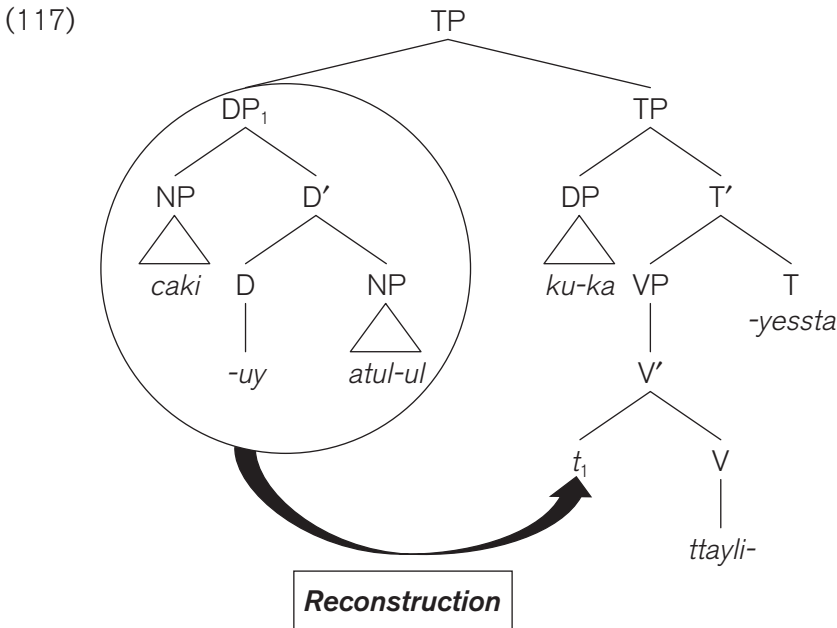 (117) TP
DP₁ TP
NP D′ DP T′
caki D NP ku-ka VP T
-uy atul-ul -yessta
V′
t₁ V
ttayli-
Reconstruction